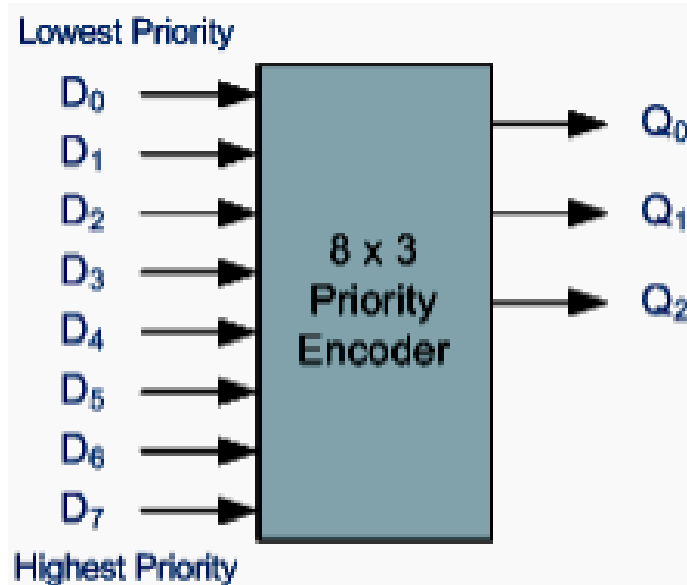 Lowest Priority
D₀
D₁
D₂
D₃
D₄
D₅
D₆
D₇
Highest Priority
8 x 3
Priority
Encoder
Q₀
Q₁
Q₂